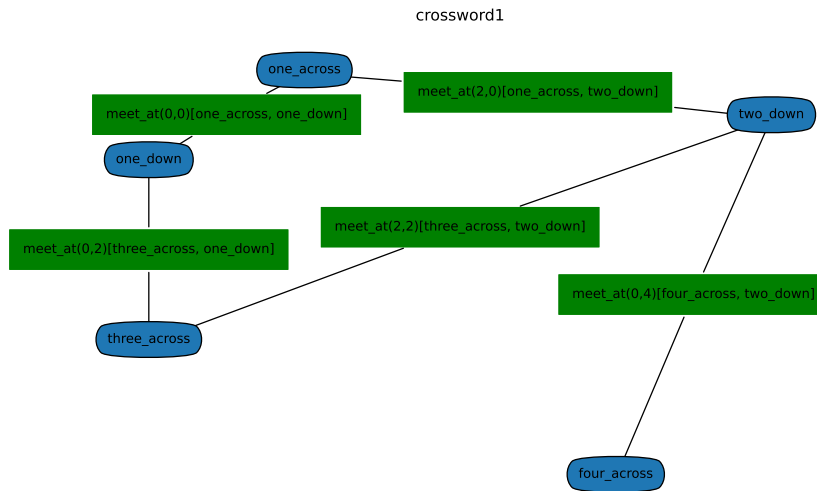 crossword1
one_across
meet_at(2,0)[one_across, two_down]
meet_at(0,0)[one_across, one_down]
two_down
one_down
meet_at(2,2)[three_across, two_down]
meet_at(0,2)[three_across, one_down]
meet_at(0,4)[four_across, two_down]
three_across
four_across